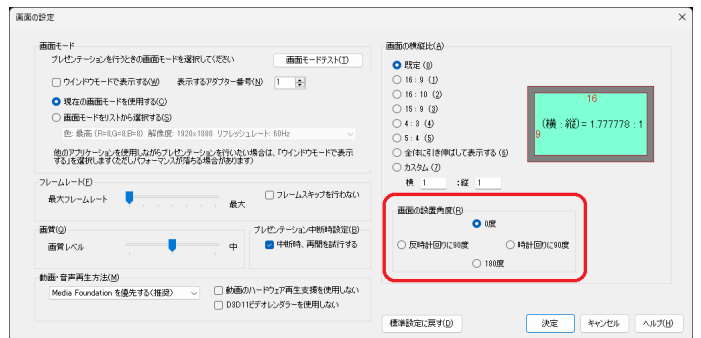 画面の設定
画面モード
プレゼンテーションを行うときの画面モードを選択してください
画面モードテスト(T)
ウインドウモードで表示する(W)
表示するアダプター番号(N)
1
現在の画面モードを使用する(C)
画面モードをリストから選択する(S)
色: 最高 (R=8,G=8,B=8) 解像度: 1920x1080 リフレッシュレート: 60Hz
他のアプリケーションを使用しながらプレゼンテーションを行いたい場合は、「ウインドウモードで表示
する」を選択します(ただしパフォーマンスが落ちる場合があります)
フレームレート(F)
最大フレームレート
最大
フレームスキップを行わない
画質(Q)
画質レベル
中
プレゼンテーション中断時設定(B)
中断時、再開を試行する
動画・音声再生方法(M)
Media Foundation を優先する(推奨)
動画のハードウェア再生支援を使用しない
D3D11ビデオレンダラーを使用しない
画面の横縦比(A)
既定 (0)
16 : 9 (1)
16 : 10 (2)
15 : 9 (3)
4 : 3 (4)
5 : 4 (5)
全体に引き伸ばして表示する (6)
カスタム (7)
横 1 :縦 1
16
9
(横 : 縦) = 1.777778 : 1
画面の設置角度(R)
0度
反時計回りに90度
時計回りに90度
180度
標準設定に戻す(D)
決定
キャンセル
ヘルプ(H)